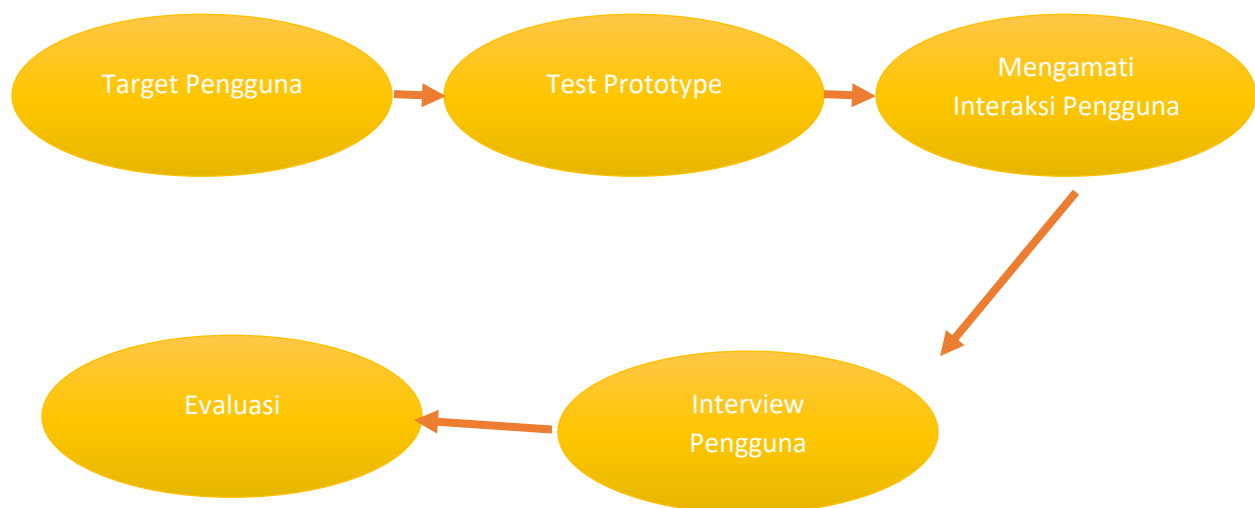 Target Pengguna
Test Prototype
Mengamati
Interaksi Pengguna
Evaluasi
Interview
Pengguna